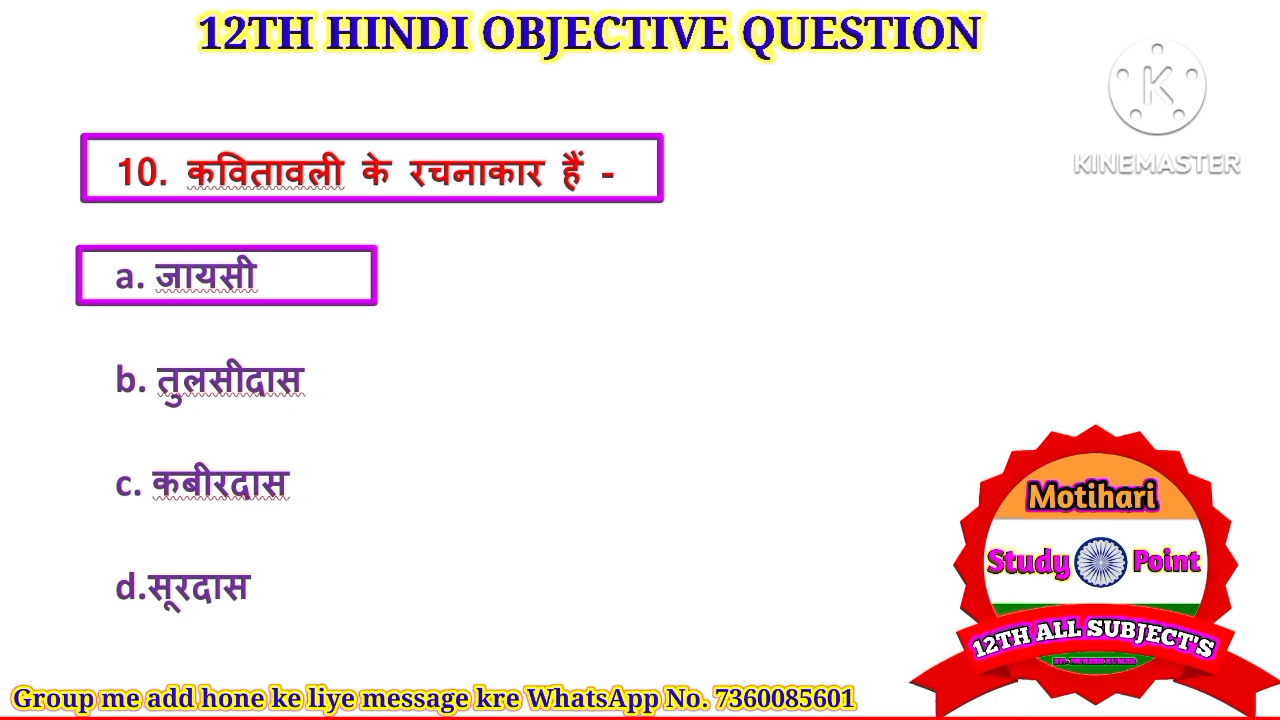 12TH HINDI OBJECTIVE QUESTION
KINEMASTER
10. कवितावली के रचनाकार हैं -
a. जायसी
b. तुलसीदास
c. कबीरदास
d.सूरदास
Motihari
Study Point
12TH ALL SUBJECT'S
Group me add hone ke liye message kre WhatsApp No. 7360085601